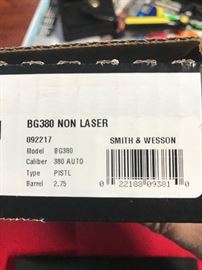 BG380 NON LASER
092217
SMITH & WESSON
Model BG380
Caliber 380 AUTO
Type PISTL
Barrel 2.75
0 22188 09381 0